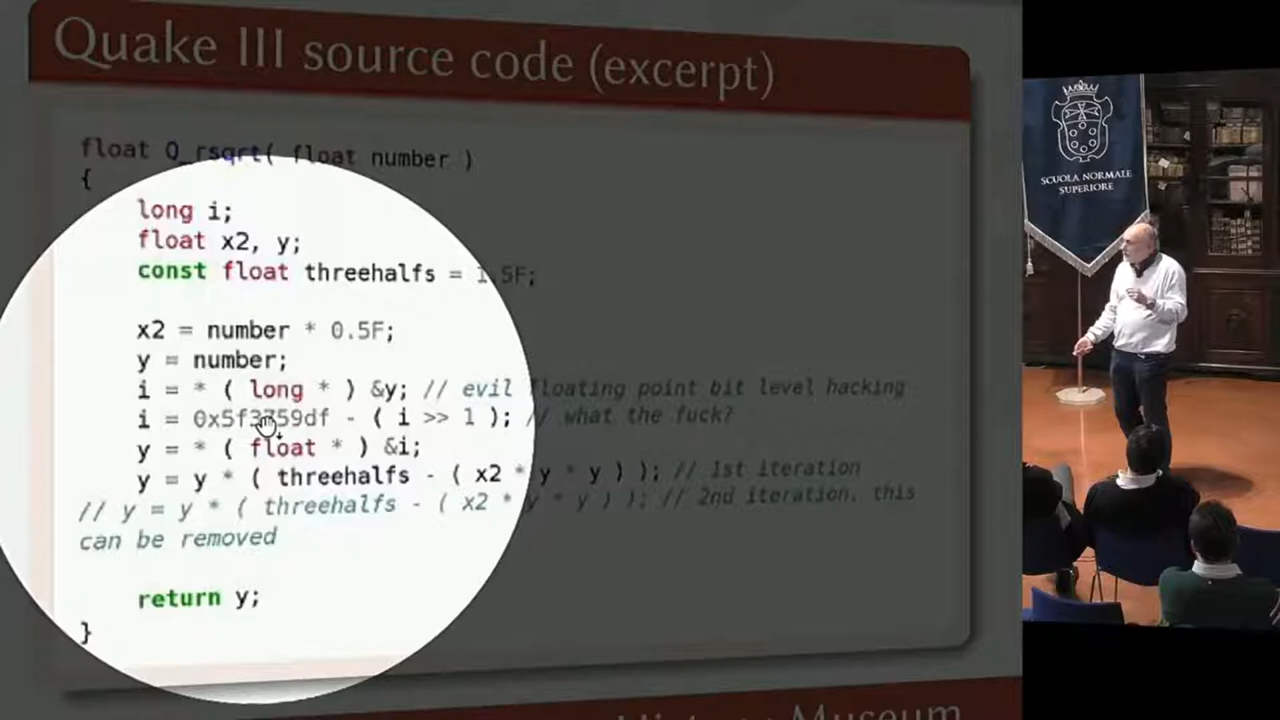 Quake III source code (excerpt)
float Q_rsqrt( float number )
{
long i;
float x2, y;
const float threehalfs = 1.5F;
x2 = number * 0.5F;
y = number;
i = * ( long * ) &y; // evil floating point bit level hacking
i = 0x5f3759df - ( i >> 1 ); // what the fuck?
y = * ( float * ) &i;
y = y * ( threehalfs - ( x2 * y * y ) ); // 1st iteration
// y = y * ( threehalfs - ( x2 * y * y ) ); // 2nd iteration, this
can be removed
return y;
}
Museum
SCUOLA NORMALE
SUPERIORE